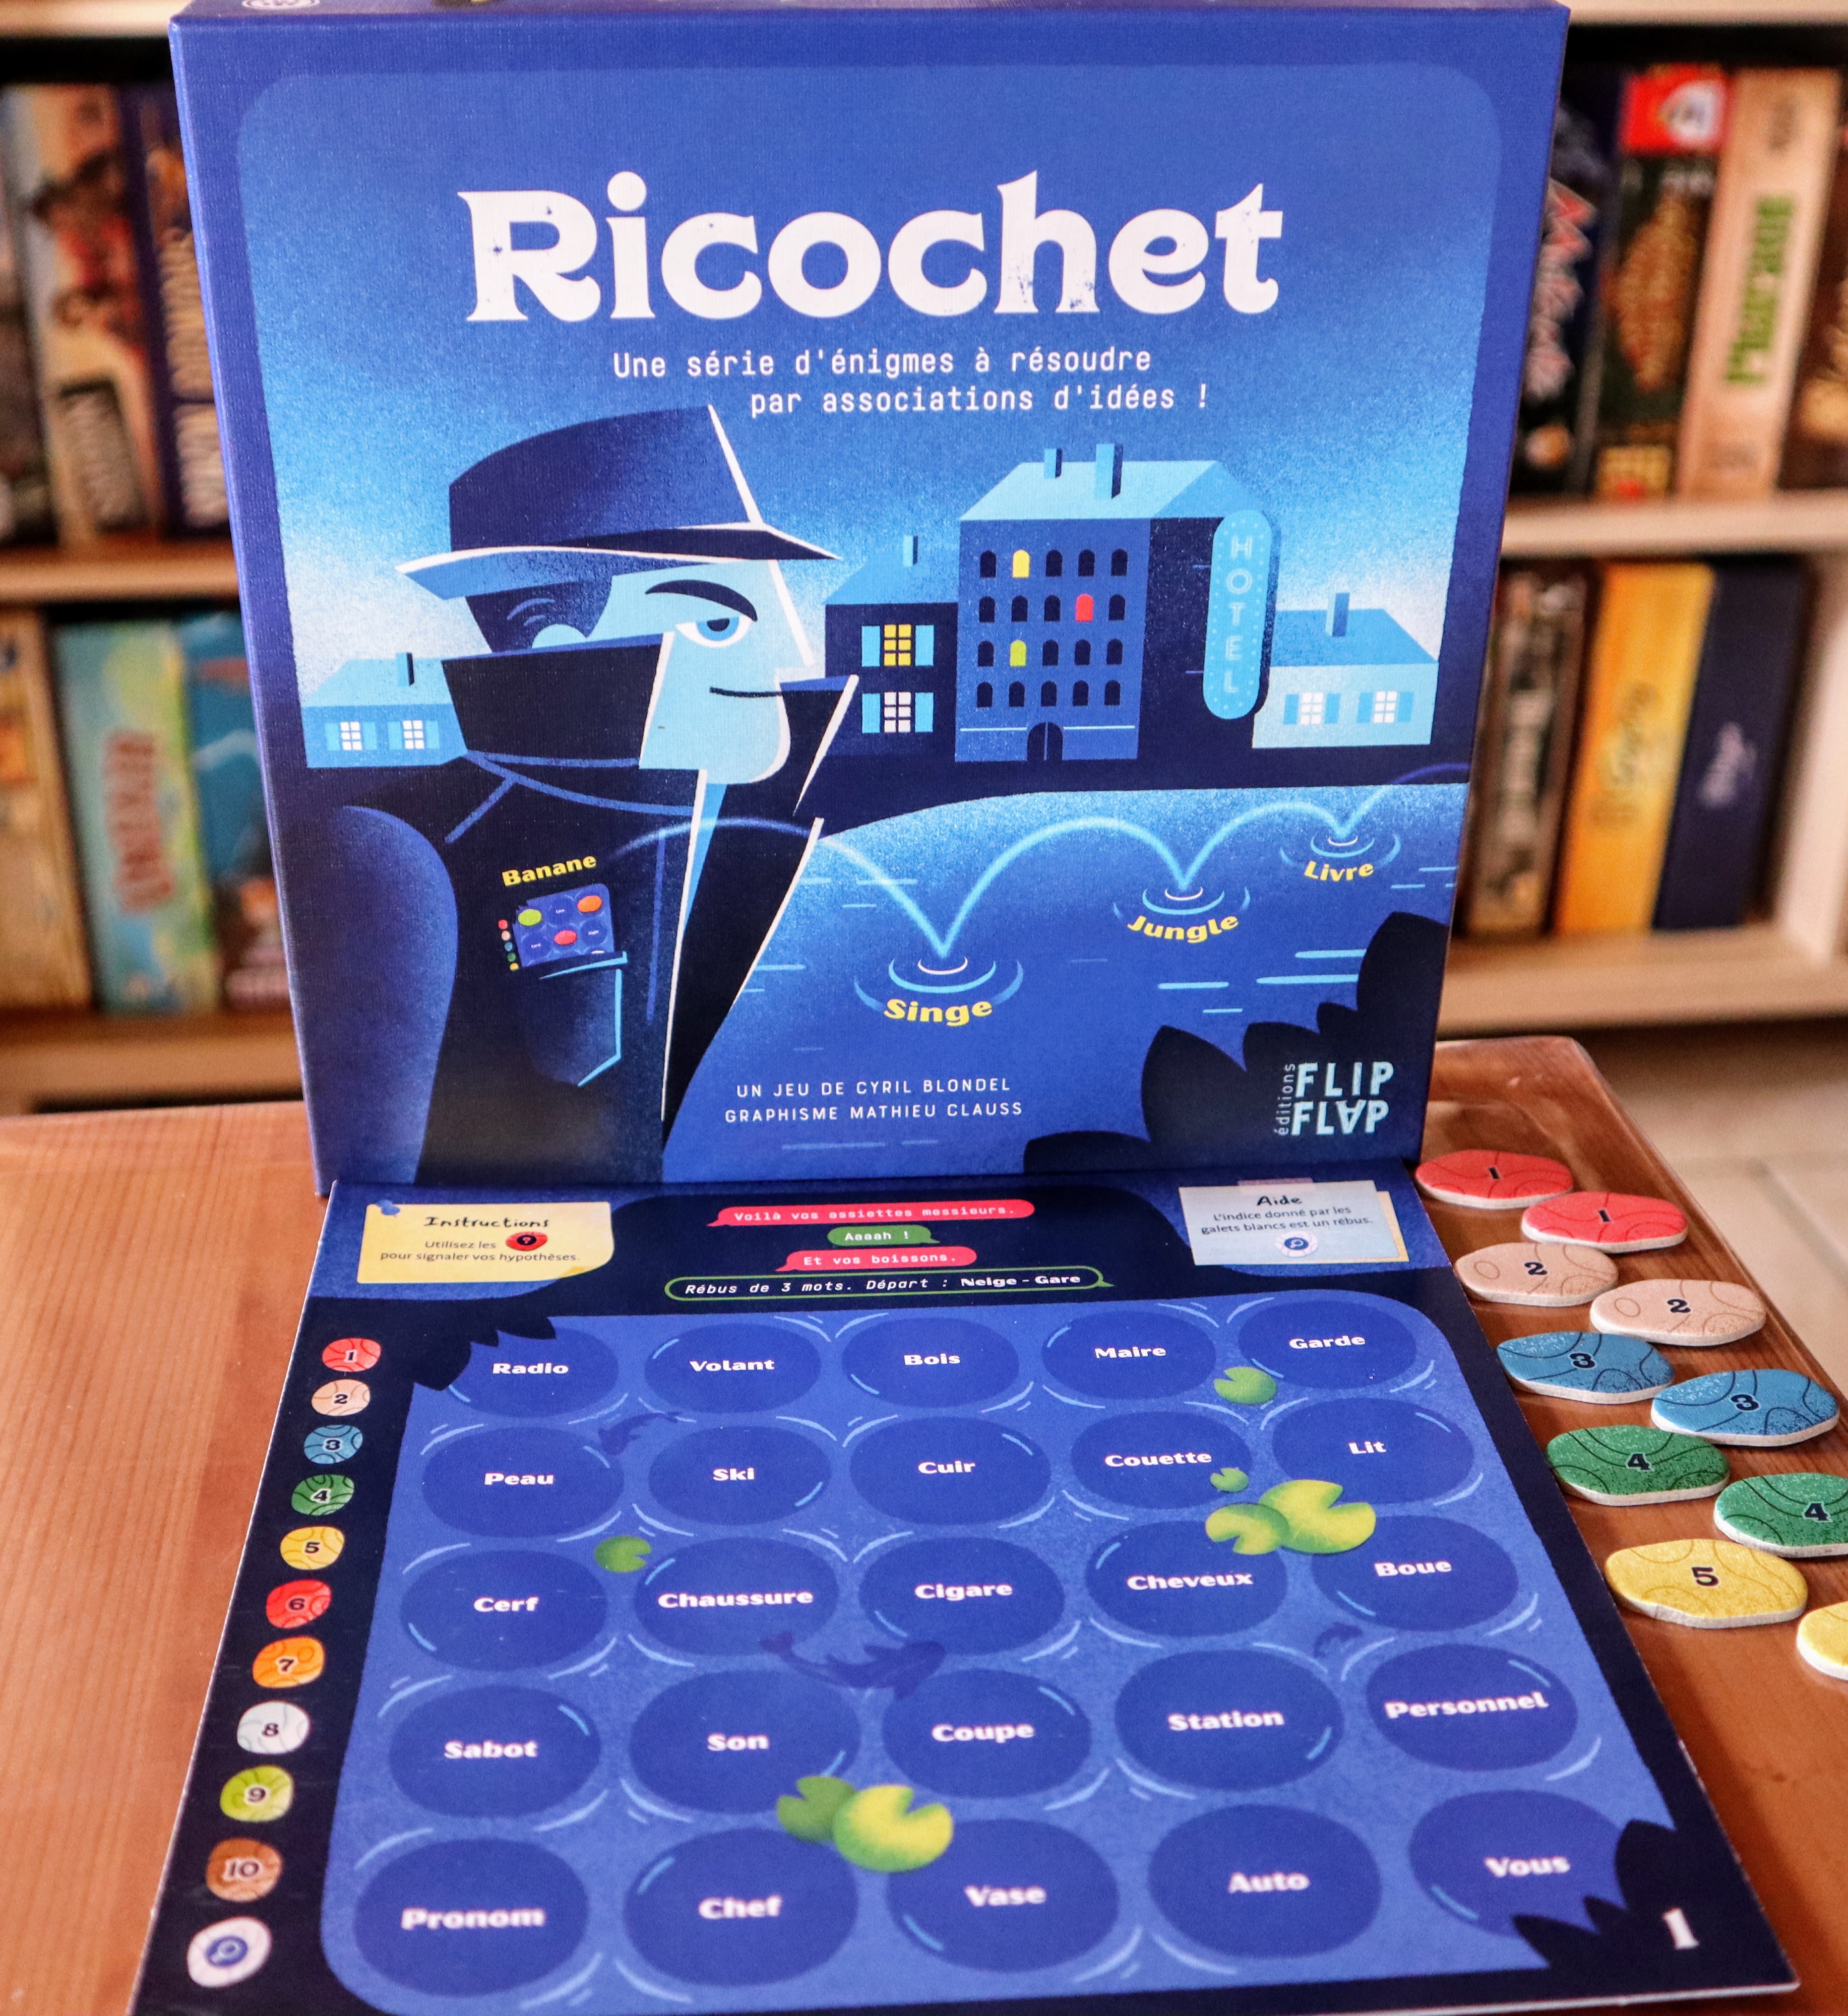 Ricochet
Une série d'énigmes à résoudre
par associations d'idées !
HOTEL
Banane
Singe
Jungle
Livre
UN JEU DE CYRIL BLONDEL
GRAPHISME MATHIEU CLAUSS
éditions
FLIP
FLAP
Instructions
Utilisez les ?
pour signaler vos hypothèses.
Voilà vos assiettes messieurs.
Aaaah !
Et vos boissons.
Rébus de 3 mots. Départ : Neige - Gare
Aide
L'indice donné par les
galets blancs est un rébus.
Radio Volant Bois Maire Garde
Peau Ski Cuir Couette Lit
Cerf Chaussure Cigare Cheveux Boue
Sabot Son Coupe Station Personnel
Pronom Chef Vase Auto Vous
1
1
2
3
4
5
6
7
8
9
10
1
1
2
2
3
3
4
4
5